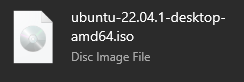 ubuntu-22.04.1-desktop-
amd64.iso
Disc Image File